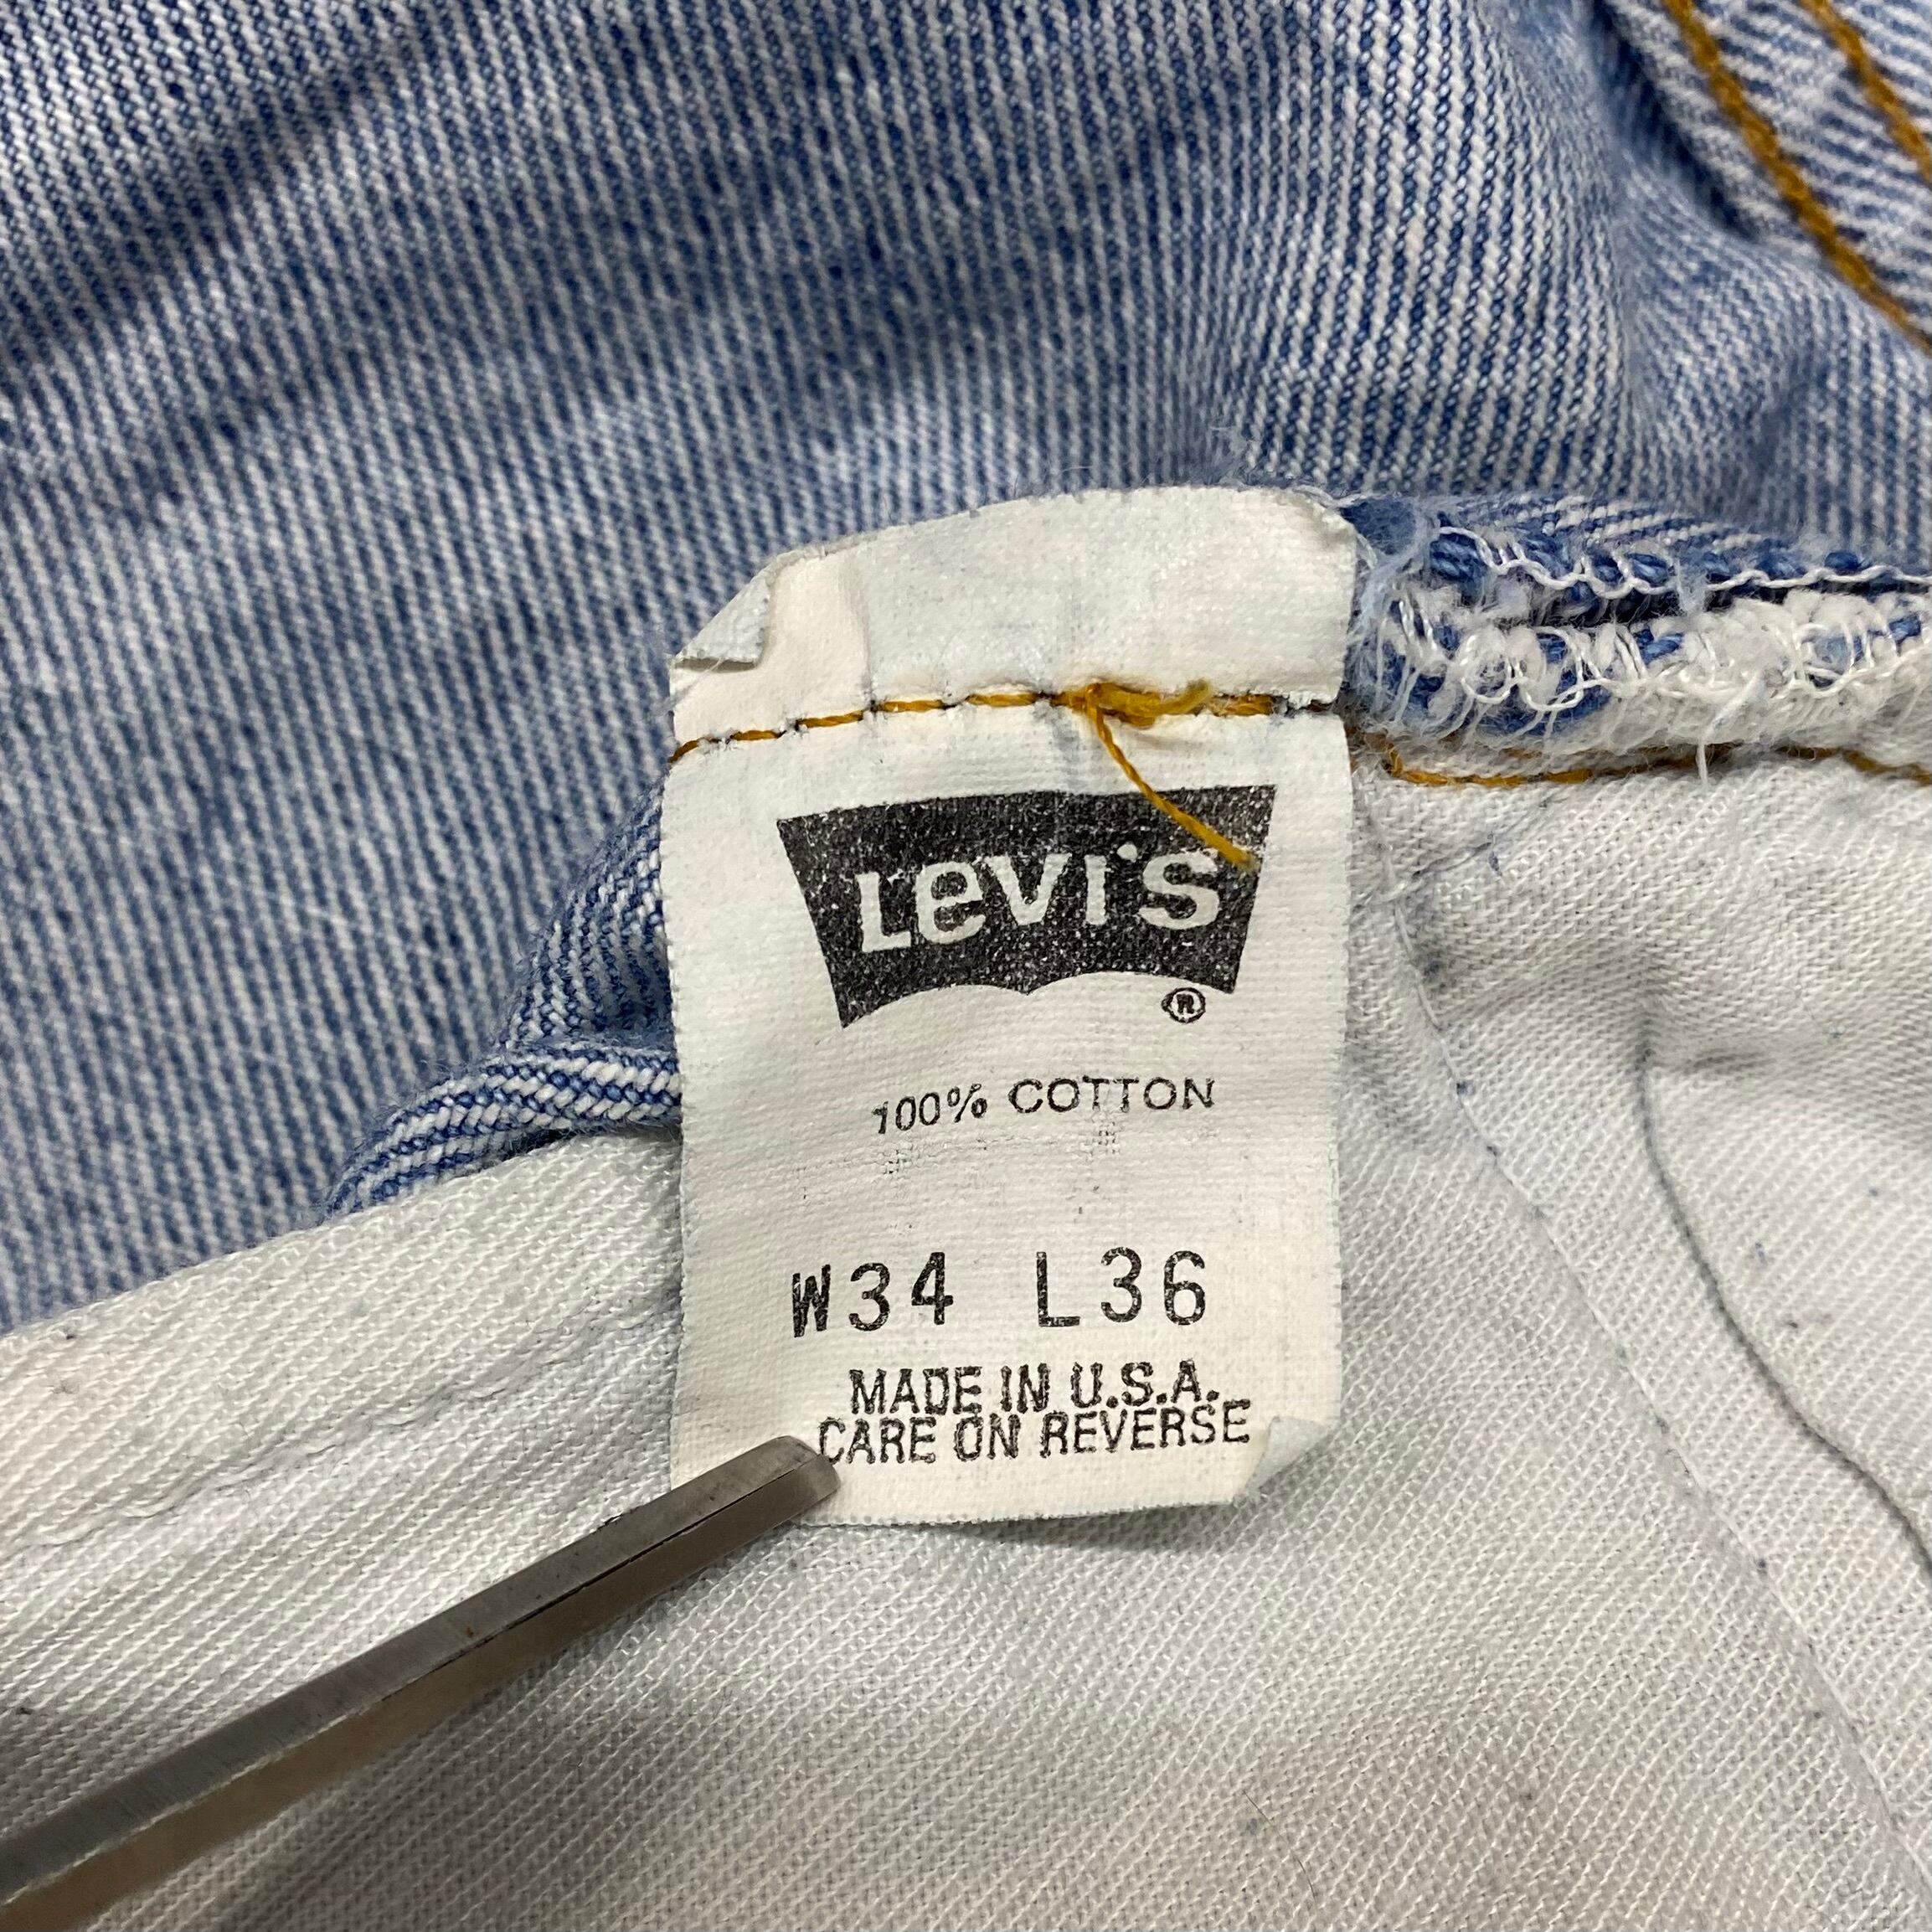 Levi's
®
100% COTTON
W34 L36
MADE IN U.S.A.
CARE ON REVERSE